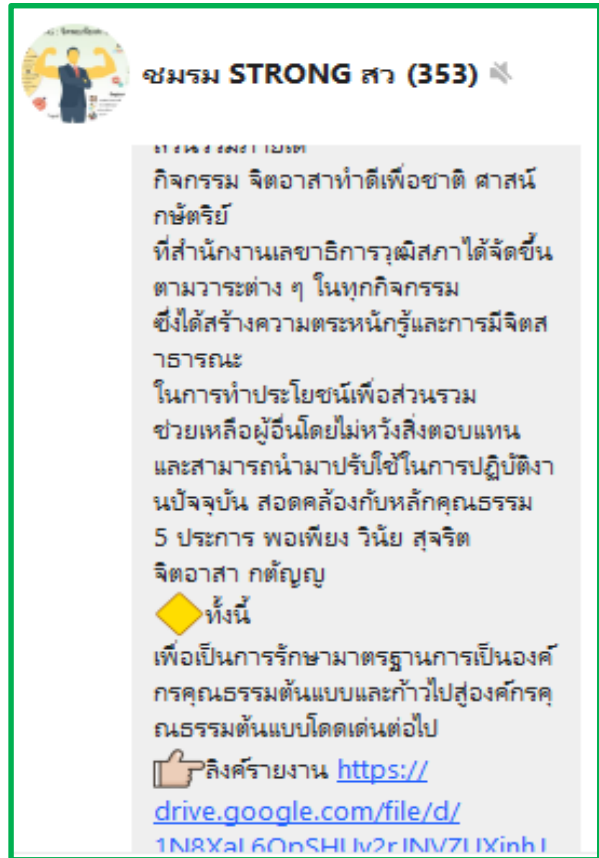 ชมรม STRONG สว (353)
กิจกรรม จิตอาสาทำดีเพื่อชาติ ศาสน์
กษัตริย์
ที่สำนักงานเลขาธิการวุฒิสภาได้จัดขึ้น
ตามวาระต่าง ๆ ในทุกกิจกรรม
ซึ่งได้สร้างความตระหนักรู้และการมีจิตส
าธารณะ
ในการทำประโยชน์เพื่อส่วนรวม
ช่วยเหลือผู้อื่นโดยไม่หวังสิ่งตอบแทน
และสามารถนำมาปรับใช้ในการปฏิบัติงา
นปัจจุบัน สอดคล้องกับหลักคุณธรรม
5 ประการ พอเพียง วินัย สุจริต
จิตอาสา กตัญญู
ทั้งนี้
เพื่อเป็นการรักษามาตรฐานการเป็นองค์
กรคุณธรรมต้นแบบและก้าวไปสู่องค์กรคุ
ณธรรมต้นแบบโดดเด่นต่อไป
ลิงค์รายงาน https://
drive.google.com/file/d/